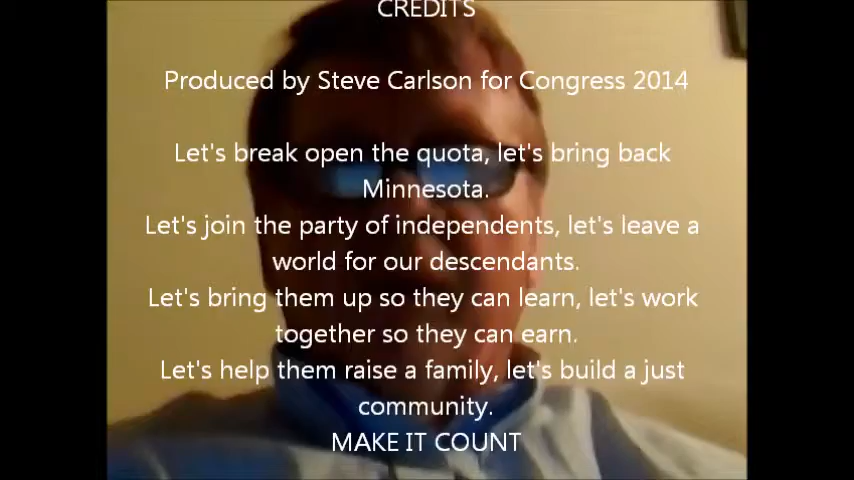 CREDITS
Produced by Steve Carlson for Congress 2014
Let's break open the quota, let's bring back
Minnesota.
Let's join the party of independents, let's leave a
world for our descendants.
Let's bring them up so they can learn, let's work
together so they can earn.
Let's help them raise a family, let's build a just
community.
MAKE IT COUNT